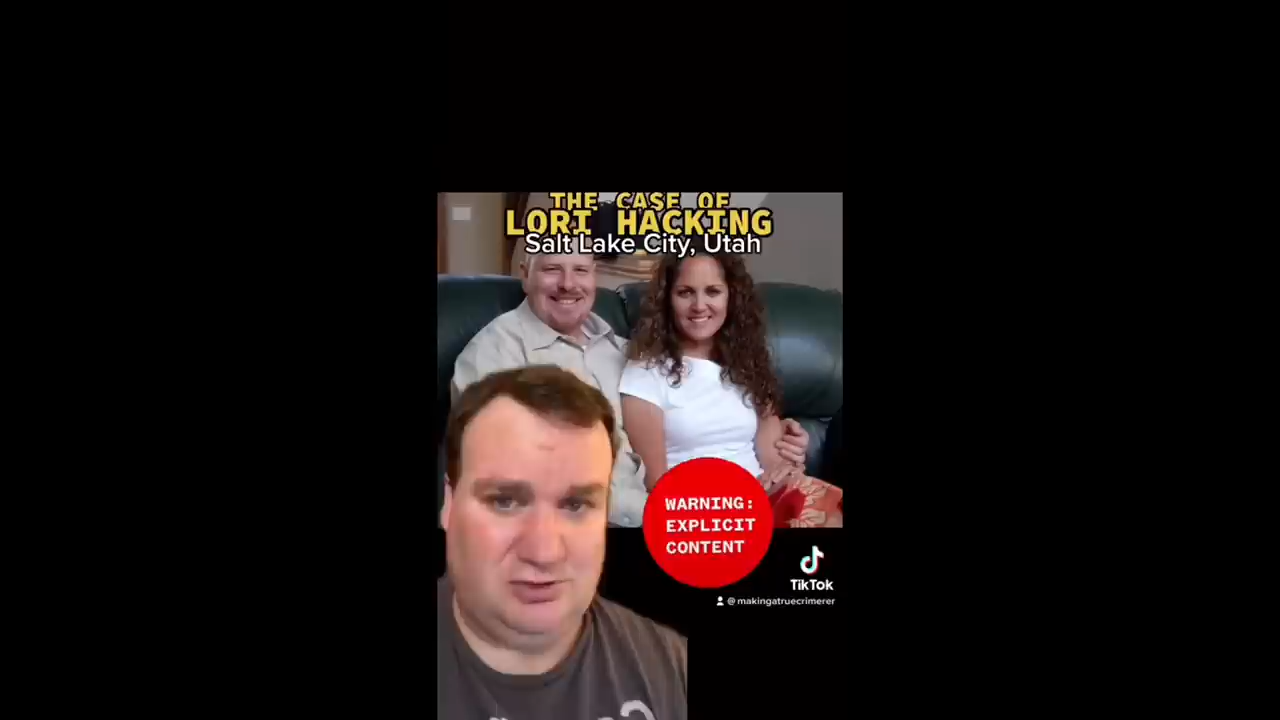 THE CASE OF
LORI HACKING
Salt Lake City, Utah
WARNING:
EXPLICIT
CONTENT
TikTok
@makingatruecrimerer